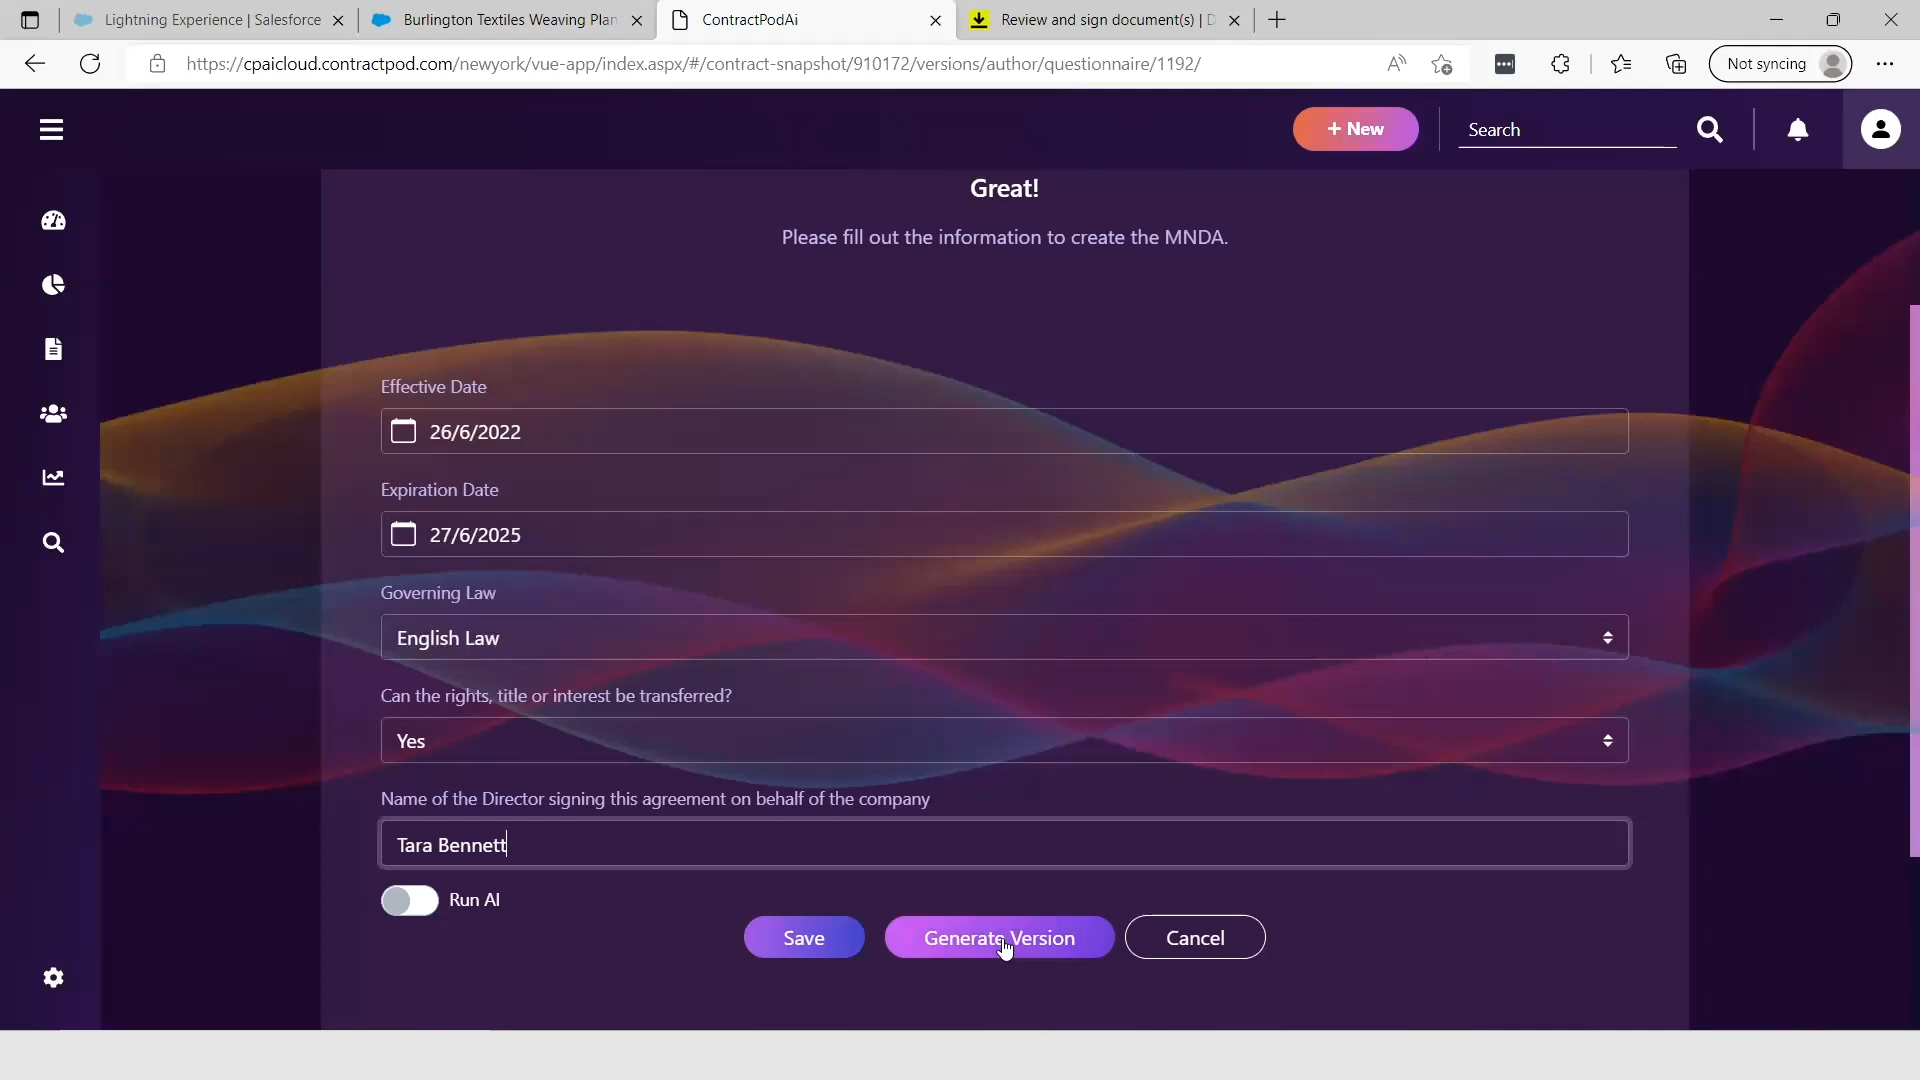 Lightning Experience | Salesforce
Burlington Textiles Weaving Plan
ContractPodAi
Review and sign document(s) | D
https://cpaicloud.contractpod.com/newyork/vue-app/index.aspx/#/contract-snapshot/910172/versions/author/questionnaire/1192/
Not syncing
+ New
Search
Great!
Please fill out the information to create the MNDA.
Effective Date
26/6/2022
Expiration Date
27/6/2025
Governing Law
English Law
Can the rights, title or interest be transferred?
Yes
Name of the Director signing this agreement on behalf of the company
Tara Bennett
Run AI
Save
Generate Version
Cancel